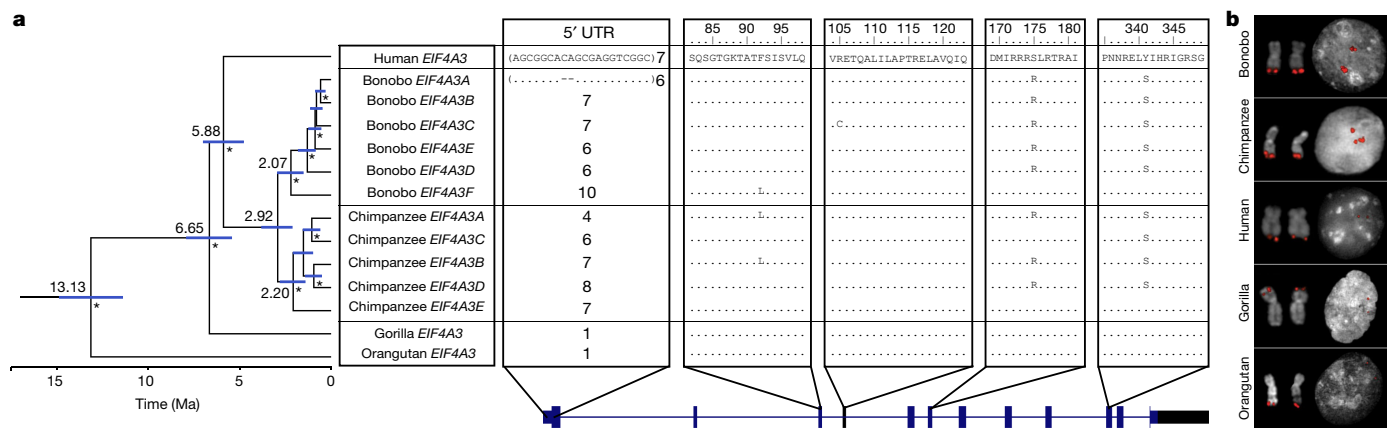 a
b
5′ UTR
85 90 95
105 110 115 120
170 175 180
340 345
Human EIF4A3 (AGCGGCACAGCGAGGTCGGC)7 SQSGTGKTATFSISVLQ VRETQALILAPTRELAVQIQ DMIRRRSLRTRAI PNNRELYIHRIGRSG
Bonobo EIF4A3A (.......--...........)6 ................. .................... ......R...... ......S........
Bonobo EIF4A3B 7 ................. .................... ......R...... ......S........
Bonobo EIF4A3C 7 ................. .C.................. ......R...... ......S........
Bonobo EIF4A3E 6 ................. .................... ......R...... ......S........
Bonobo EIF4A3D 6 ................. .................... ......R...... ......S........
Bonobo EIF4A3F 10 ..........L...... .................... ............. ...............
Chimpanzee EIF4A3A 4 ..........L...... .................... ......R...... ......S........
Chimpanzee EIF4A3C 6 ................. .................... ............. ......S........
Chimpanzee EIF4A3B 7 ..........L...... .................... ......R...... ......S........
Chimpanzee EIF4A3D 8 ................. .................... ......R...... ......S........
Chimpanzee EIF4A3E 7 ................. .................... ............. ...............
Gorilla EIF4A3 1 ................. .................... ............. ...............
Orangutan EIF4A3 1 ................. .................... ............. ...............
5.88
*
2.07
*
*
*
*
*
6.65
*
2.92
*
*
2.20
*
13.13
*
15 10 5 0
Time (Ma)
Bonobo
Chimpanzee
Human
Gorilla
Orangutan